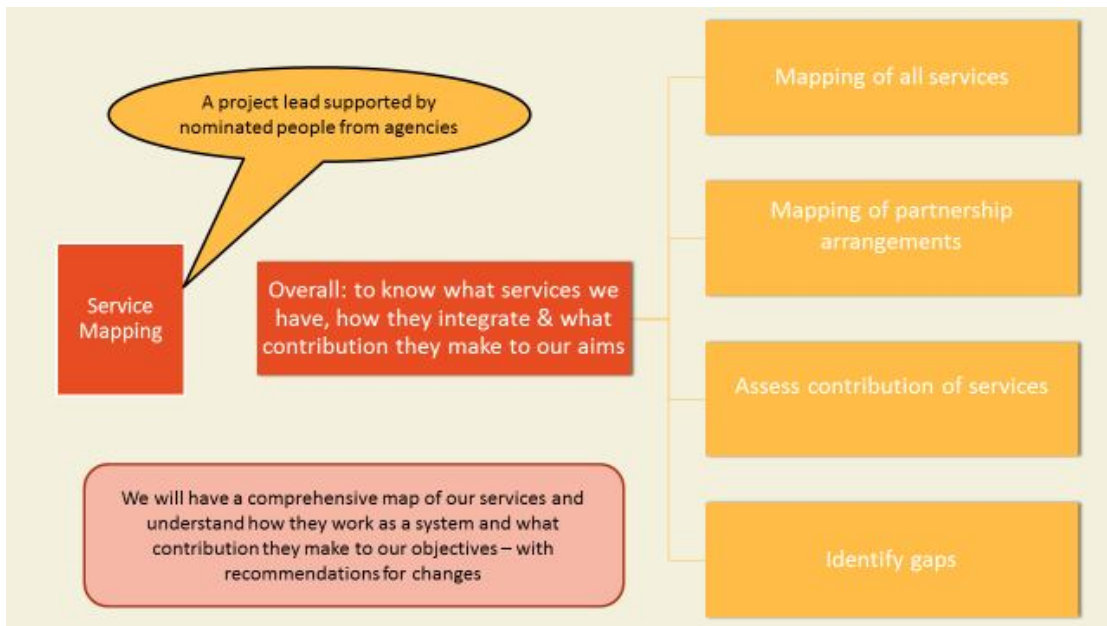 A project lead supported by
nominated people from agencies
Service
Mapping
Overall: to know what services we
have, how they integrate & what
contribution they make to our aims
Mapping of all services
Mapping of partnership
arrangements
Assess contribution of services
Identify gaps
We will have a comprehensive map of our services and
understand how they work as a system and what
contribution they make to our objectives – with
recommendations for changes